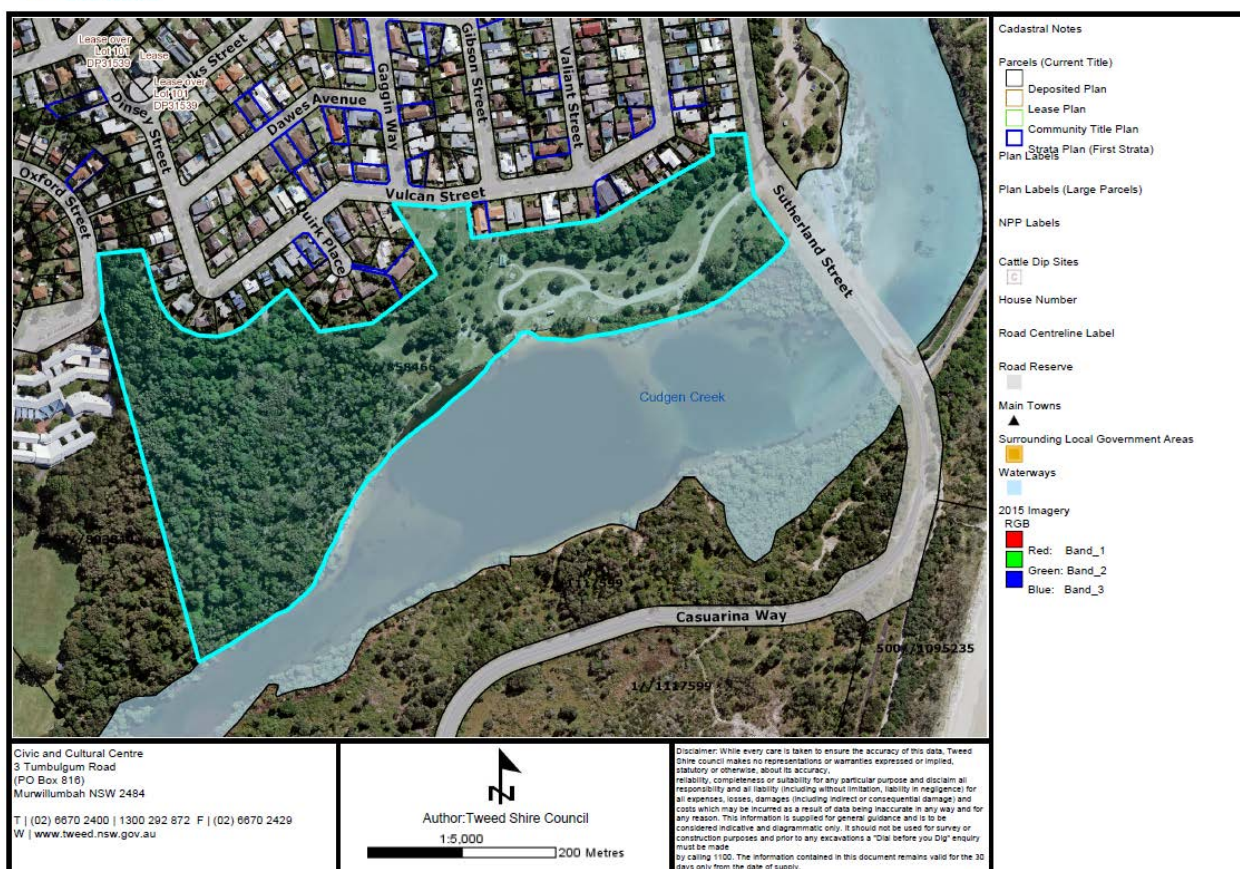 Lease over
Lot 101
DP31539
Lease
Lease over
Lot 101
DP31539
Dinsey Street
Dawes Avenue
Gaggin Way
Gibson Street
Valiant Street
Oxford Street
Quirk Place
Vulcan Street
Sutherland Street
Cudgen Creek
Casuarina Way
500//1095235
1//1117599
Cadastral Notes
Parcels (Current Title)
Deposited Plan
Lease Plan
Community Title Plan
Strata Plan (First Strata)
Plan Labels
Plan Labels (Large Parcels)
NPP Labels
Cattle Dip Sites
C
House Number
Road Centreline Label
Road Reserve
Main Towns
Surrounding Local Government Areas
Waterways
2015 Imagery
RGB
Red: Band_1
Green: Band_2
Blue: Band_3
Civic and Cultural Centre
3 Tumbulgum Road
(PO Box 816)
Murwillumbah NSW 2484
T | (02) 6670 2400 | 1300 292 872 F | (02) 6670 2429
W | www.tweed.nsw.gov.au
N
Author:Tweed Shire Council
1:5,000
200 Metres
Disclaimer: While every care is taken to ensure the accuracy of this data, Tweed
Shire council makes no representations or warranties expressed or implied,
statutory or otherwise, about its accuracy,
reliability, completeness or suitability for any particular purpose and disclaim all
responsibility and all liability (including without limitation, liability in negligence) for
all expenses, losses, damages (including indirect or consequential damage) and
costs which may be incurred as a result of data being inaccurate in any way and for
any reason. This information is supplied for general guidance and is to be
considered indicative and diagrammatic only. It should not be used for survey or
construction purposes and prior to any excavations a "Dial before you Dig" enquiry
must be made
by calling 1100. The information contained in this document remains valid for the 30
days only from the date of supply.